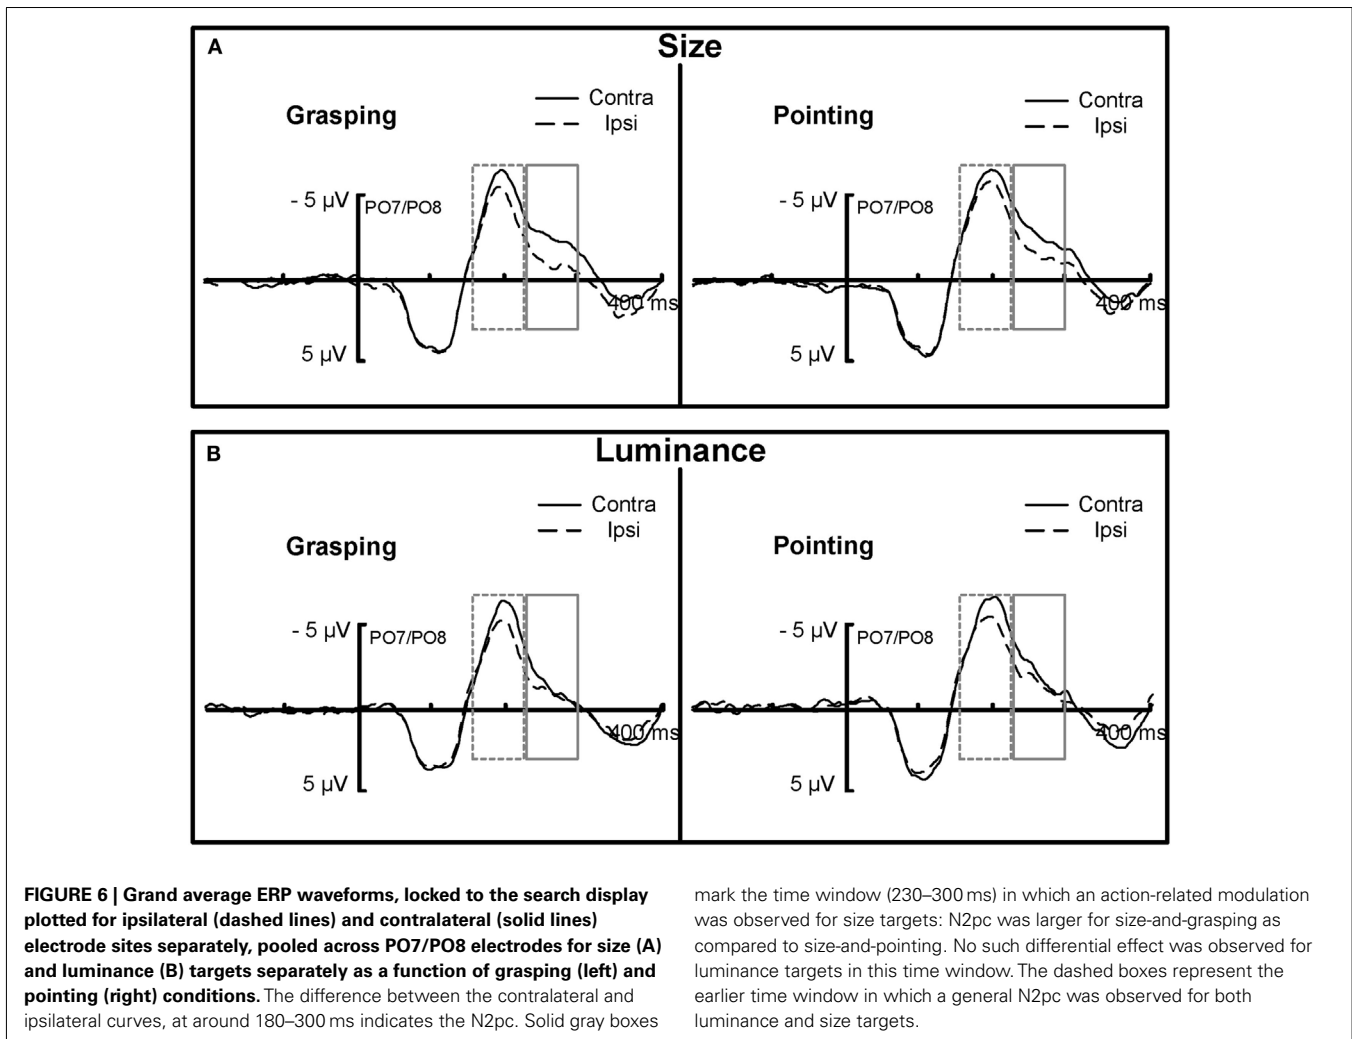 A
Size
Grasping
Contra
Ipsi
- 5 µV
PO7/PO8
5 µV
400 ms
Pointing
Contra
Ipsi
- 5 µV
PO7/PO8
5 µV
400 ms
B
Luminance
Grasping
Contra
Ipsi
- 5 µV
PO7/PO8
5 µV
400 ms
Pointing
Contra
Ipsi
- 5 µV
PO7/PO8
5 µV
400 ms
FIGURE 6 | Grand average ERP waveforms, locked to the search display
plotted for ipsilateral (dashed lines) and contralateral (solid lines)
electrode sites separately, pooled across PO7/PO8 electrodes for size (A)
and luminance (B) targets separately as a function of grasping (left) and
pointing (right) conditions. The difference between the contralateral and
ipsilateral curves, at around 180–300 ms indicates the N2pc. Solid gray boxes
mark the time window (230–300 ms) in which an action-related modulation
was observed for size targets: N2pc was larger for size-and-grasping as
compared to size-and-pointing. No such differential effect was observed for
luminance targets in this time window. The dashed boxes represent the
earlier time window in which a general N2pc was observed for both
luminance and size targets.